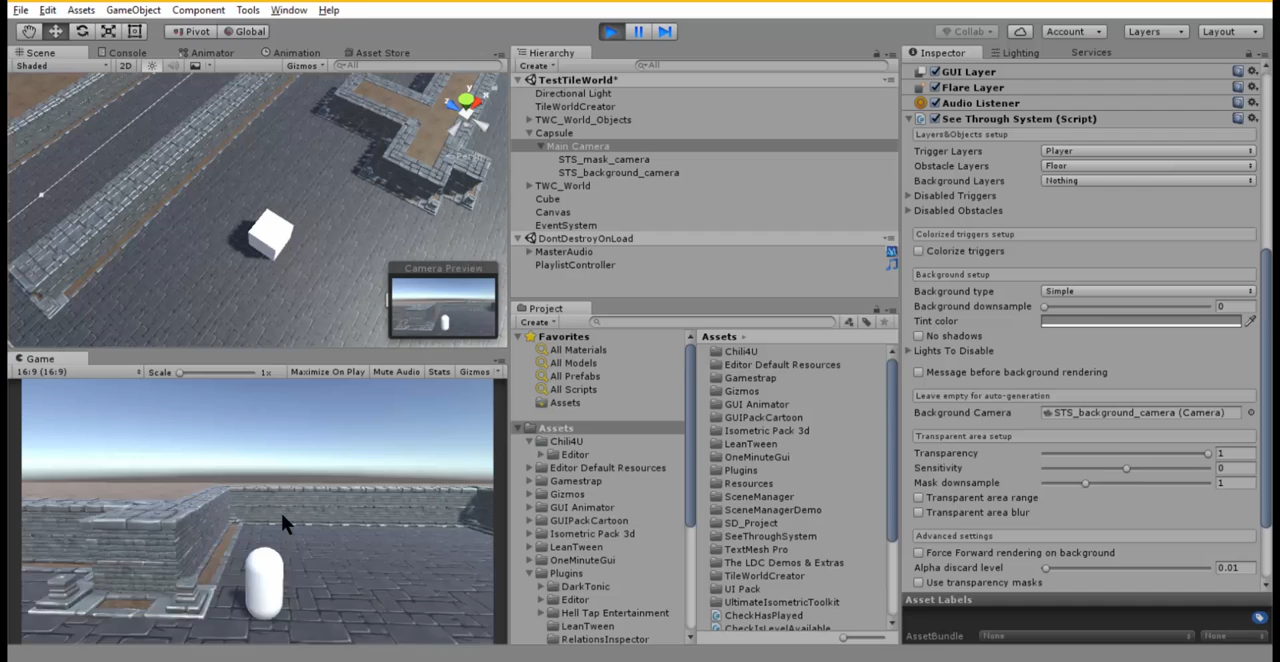 File Edit Assets GameObject Component Tools Window Help
Pivot Global Collab Account Layers Layout
Scene Console Animator Animation Asset Store
Shaded 2D Gizmos All
y
x
z
Camera Preview
Game
16:9 (16:9) Scale 1x Maximize On Play Mute Audio Stats Gizmos
Hierarchy
Create All
TestTileWorld*
Directional Light
TileWorldCreator
TWC_World_Objects
Capsule
Main Camera
STS_mask_camera
STS_background_camera
TWC_World
Cube
Canvas
EventSystem
DontDestroyOnLoad
MasterAudio
PlaylistController
Project
Create
Favorites
All Materials
All Models
All Prefabs
All Scripts
Assets
Assets
Chili4U
Editor
Editor Default Resources
Gamestrap
Gizmos
GUI Animator
GUIPackCartoon
Isometric Pack 3d
LeanTween
OneMinuteGui
Plugins
DarkTonic
Editor
Hell Tap Entertainment
LeanTween
RelationsInspector
Assets
Chili4U
Editor Default Resources
Gamestrap
Gizmos
GUI Animator
GUIPackCartoon
Isometric Pack 3d
LeanTween
OneMinuteGui
Plugins
Resources
SceneManager
SceneManagerDemo
SD_Project
SeeThroughSystem
TextMesh Pro
The LDC Demos & Extras
TileWorldCreator
UI Pack
UltimateIsometricToolkit
CheckHasPlayed
CheckIsLevelAvailable
Inspector Lighting Services
GUI Layer
Flare Layer
Audio Listener
See Through System (Script)
Layers&Objects setup
Trigger Layers Player
Obstacle Layers Floor
Background Layers Nothing
Disabled Triggers
Disabled Obstacles
Colorized triggers setup
Colorize triggers
Background setup
Background type Simple
Background downsample 0
Tint color
No shadows
Lights To Disable
Message before background rendering
Leave empty for auto-generation
Background Camera STS_background_camera (Camera)
Transparent area setup
Transparency 1
Sensitivity 0
Mask downsample 1
Transparent area range
Transparent area blur
Advanced settings
Force Forward rendering on background
Alpha discard level 0.01
Use transparency masks
Asset Labels
AssetBundle None None